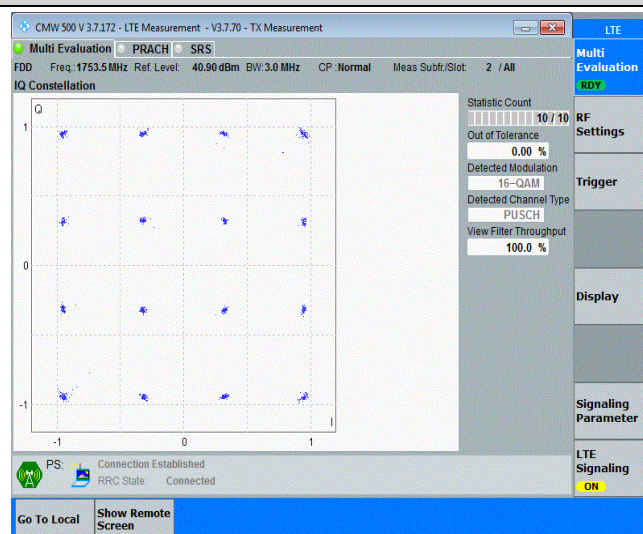 CMW 500 V 3.7.172 - LTE Measurement - V3.7.70 - TX Measurement
LTE
Multi Evaluation PRACH SRS
Multi
Evaluation
RDY
FDD Freq.:1753.5 MHz Ref. Level: 40.90 dBm BW:3.0 MHz CP :Normal Meas Subfr./Slot: 2 / All
IQ Constellation
Q
1
0
-1
-1 0 1
I
Statistic Count
10 / 10
Out of Tolerance
0.00 %
Detected Modulation
16-QAM
Detected Channel Type
PUSCH
View Filter Throughput
100.0 %
RF
Settings
Trigger
Display
Signaling
Parameter
LTE
Signaling
ON
PS: Connection Established
RRC State: Connected
Go To Local
Show Remote
Screen